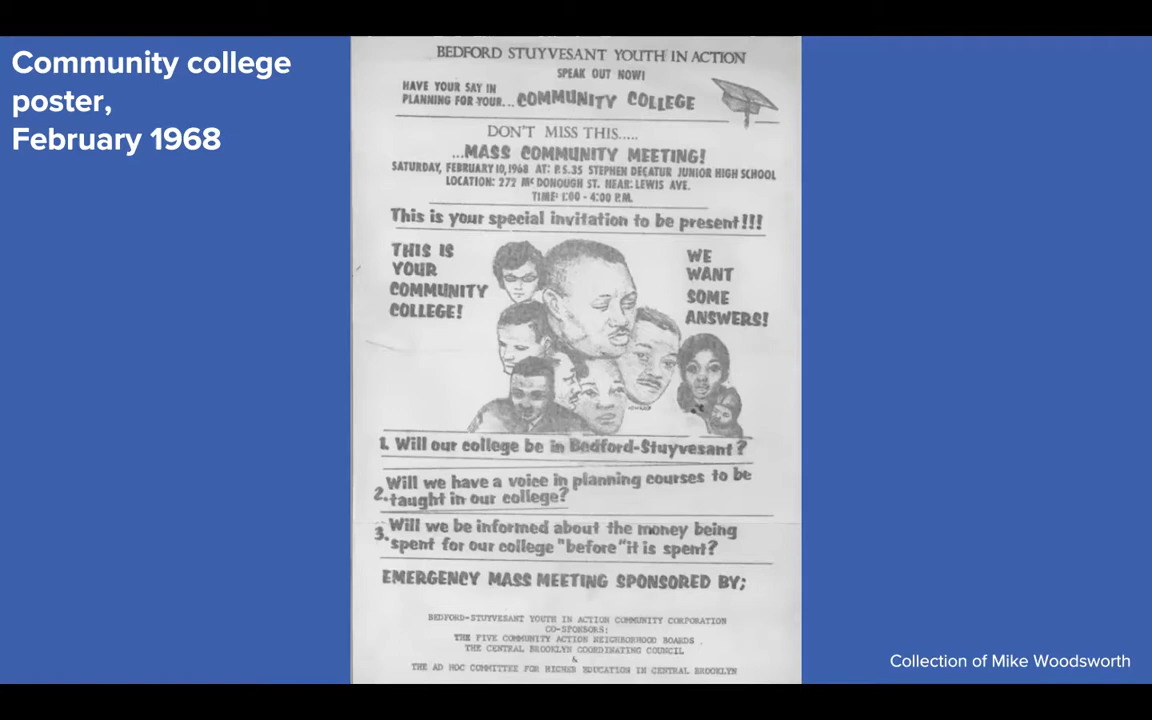 Community college
poster,
February 1968
BEDFORD STUYVESANT YOUTH IN ACTION
SPEAK OUT NOW!
HAVE YOUR SAY IN
PLANNING FOR YOUR... COMMUNITY COLLEGE
DON'T MISS THIS.....
...MASS COMMUNITY MEETING!
SATURDAY, FEBRUARY 10, 1968 AT: P.S.35 STEPHEN DECATUR JUNIOR HIGH SCHOOL
LOCATION: 272 McDONOUGH ST. NEAR: LEWIS AVE.
TIME: 1:00 - 4:00 P.M.
This is your special invitation to be present!!!
THIS IS
YOUR
COMMUNITY
COLLEGE!
WE
WANT
SOME
ANSWERS!
1. Will our college be in Bedford-Stuyvesant?
2. Will we have a voice in planning courses to be
taught in our college?
3. Will we be informed about the money being
spent for our college "before" it is spent?
EMERGENCY MASS MEETING SPONSORED BY;
BEDFORD-STUYVESANT YOUTH IN ACTION COMMUNITY CORPORATION
CO-SPONSORS:
THE FIVE COMMUNITY ACTION NEIGHBORHOOD BOARDS
THE CENTRAL BROOKLYN COORDINATING COUNCIL
&
THE AD HOC COMMITTEE FOR HIGHER EDUCATION IN CENTRAL BROOKLYN
Collection of Mike Woodsworth